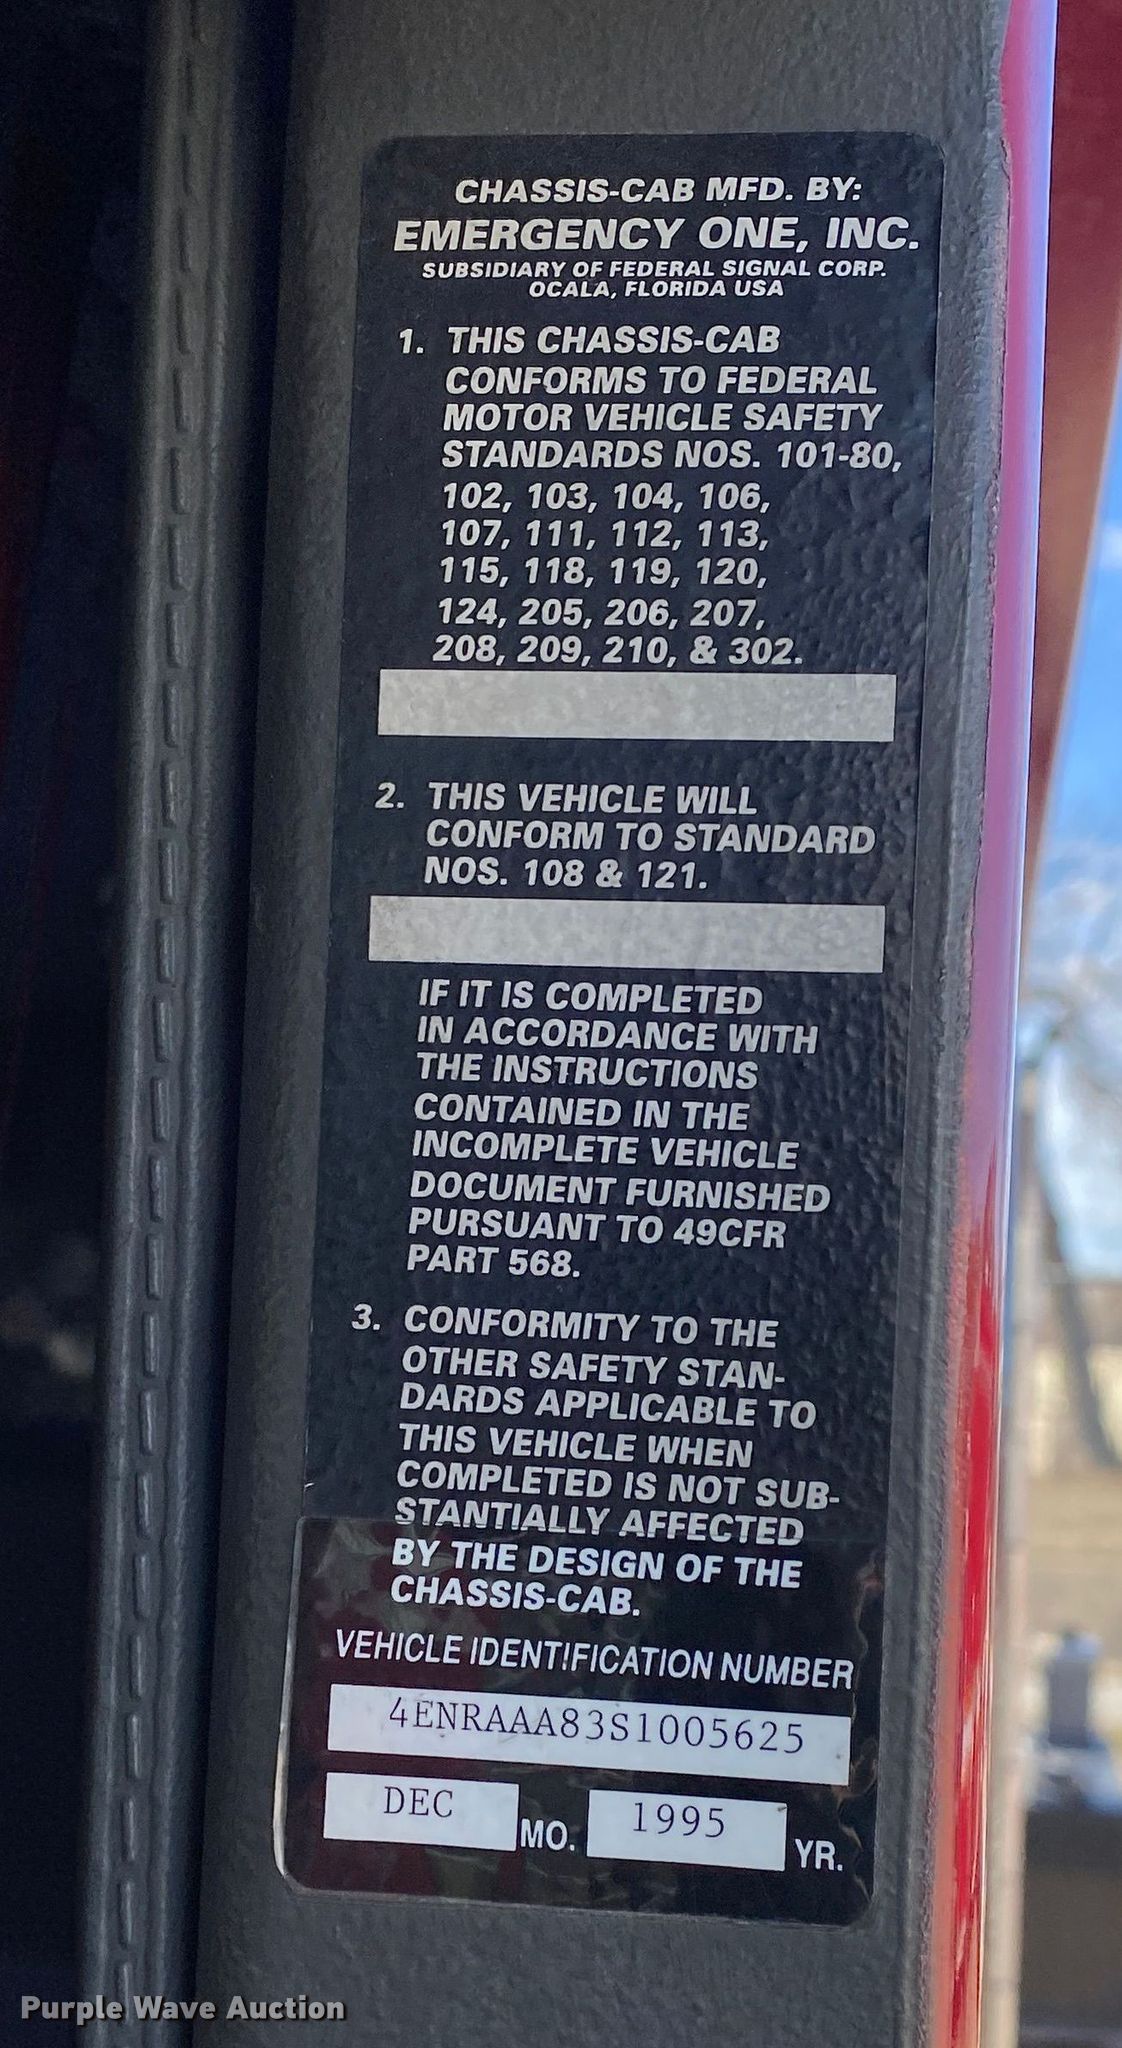 CHASSIS-CAB MFD. BY:
EMERGENCY ONE, INC.
SUBSIDIARY OF FEDERAL SIGNAL CORP.
OCALA, FLORIDA USA
1. THIS CHASSIS-CAB
CONFORMS TO FEDERAL
MOTOR VEHICLE SAFETY
STANDARDS NOS. 101-80,
102, 103, 104, 106,
107, 111, 112, 113,
115, 118, 119, 120,
124, 205, 206, 207,
208, 209, 210, & 302.
2. THIS VEHICLE WILL
CONFORM TO STANDARD
NOS. 108 & 121.
IF IT IS COMPLETED
IN ACCORDANCE WITH
THE INSTRUCTIONS
CONTAINED IN THE
INCOMPLETE VEHICLE
DOCUMENT FURNISHED
PURSUANT TO 49CFR
PART 568.
3. CONFORMITY TO THE
OTHER SAFETY STAN-
DARDS APPLICABLE TO
THIS VEHICLE WHEN
COMPLETED IS NOT SUB-
STANTIALLY AFFECTED
BY THE DESIGN OF THE
CHASSIS-CAB.
VEHICLE IDENTIFICATION NUMBER
4ENRAAA83S1005625
DEC MO. 1995 YR.
Purple Wave Auction